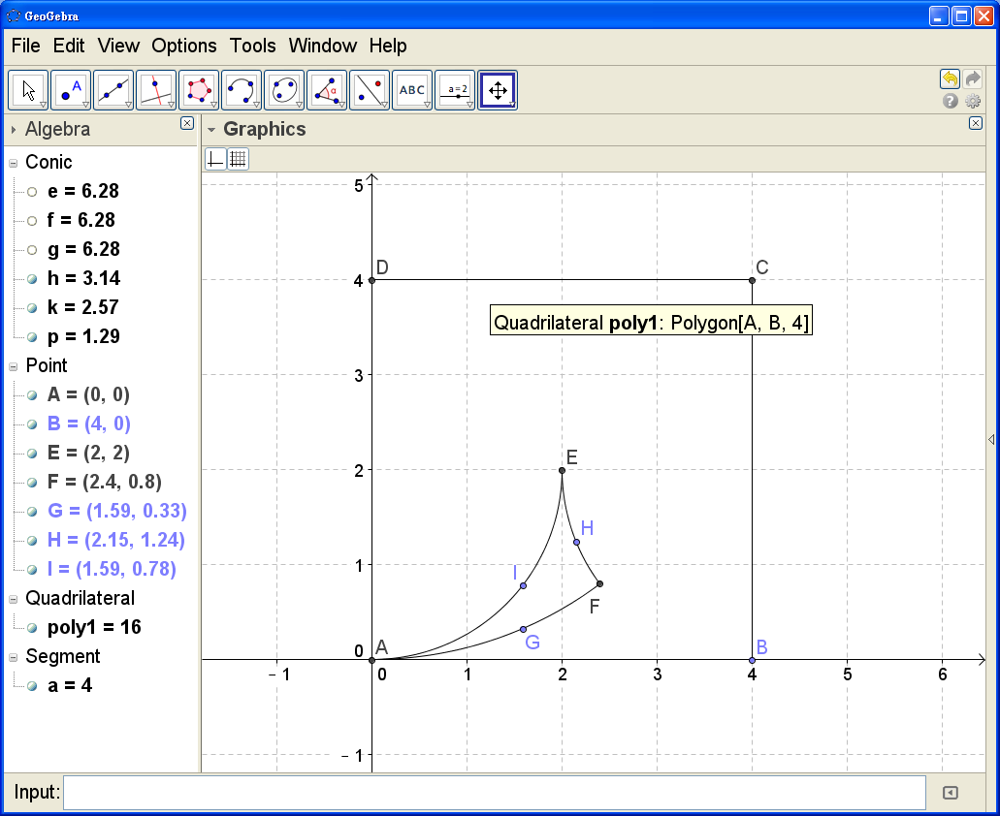 GeoGebra
File Edit View Options Tools Window Help
A α ABC a=2 ?
Algebra
Conic
e = 6.28
f = 6.28
g = 6.28
h = 3.14
k = 2.57
p = 1.29
Point
A = (0, 0)
B = (4, 0)
E = (2, 2)
F = (2.4, 0.8)
G = (1.59, 0.33)
H = (2.15, 1.24)
I = (1.59, 0.78)
Quadrilateral
poly1 = 16
Segment
a = 4
Graphics
5
D C
4
Quadrilateral poly1: Polygon[A, B, 4]
3
E
2
H
1 I
F
G
0 A B
-1 0 1 2 3 4 5 6
-1
Input: